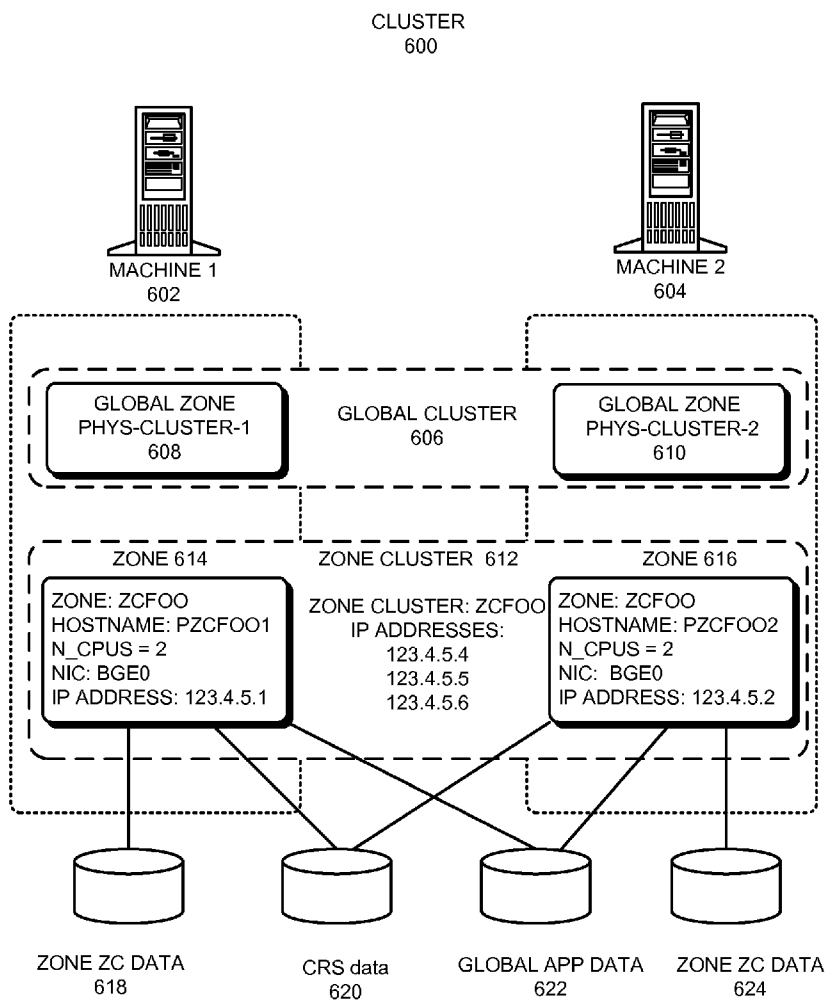 CLUSTER
600
MACHINE 1
602
MACHINE 2
604
GLOBAL ZONE
PHYS-CLUSTER-1
608
GLOBAL CLUSTER
606
GLOBAL ZONE
PHYS-CLUSTER-2
610
ZONE 614
ZONE CLUSTER 612
ZONE 616
ZONE: ZCFOO
HOSTNAME: PZCFOO1
N_CPUS = 2
NIC: BGE0
IP ADDRESS: 123.4.5.1
ZONE CLUSTER: ZCFOO
IP ADDRESSES:
123.4.5.4
123.4.5.5
123.4.5.6
ZONE: ZCFOO
HOSTNAME: PZCFOO2
N_CPUS = 2
NIC: BGE0
IP ADDRESS: 123.4.5.2
ZONE ZC DATA
618
CRS data
620
GLOBAL APP DATA
622
ZONE ZC DATA
624